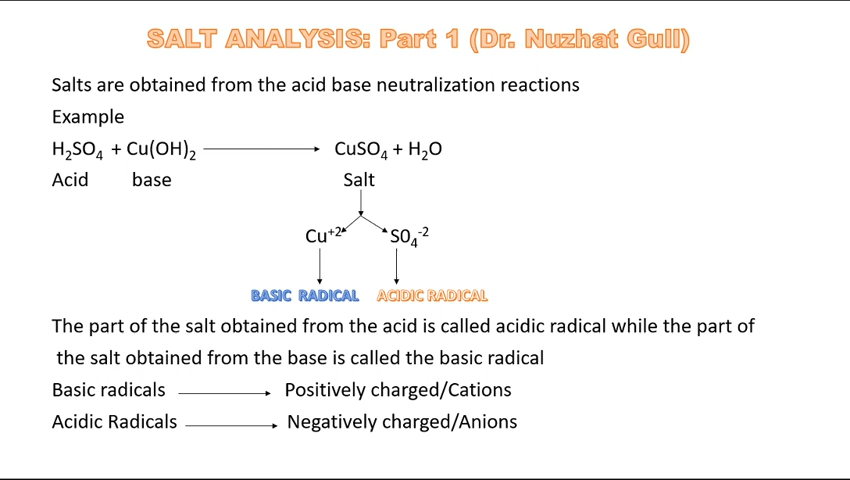 SALT ANALYSIS: Part 1 (Dr. Nuzhat Gull)
Salts are obtained from the acid base neutralization reactions
Example
H₂SO₄ + Cu(OH)₂ ⟶ CuSO₄ + H₂O
Acid base Salt
Cu⁺² SO₄⁻²
BASIC RADICAL ACIDIC RADICAL
The part of the salt obtained from the acid is called acidic radical while the part of
the salt obtained from the base is called the basic radical
Basic radicals ⟶ Positively charged/Cations
Acidic Radicals ⟶ Negatively charged/Anions